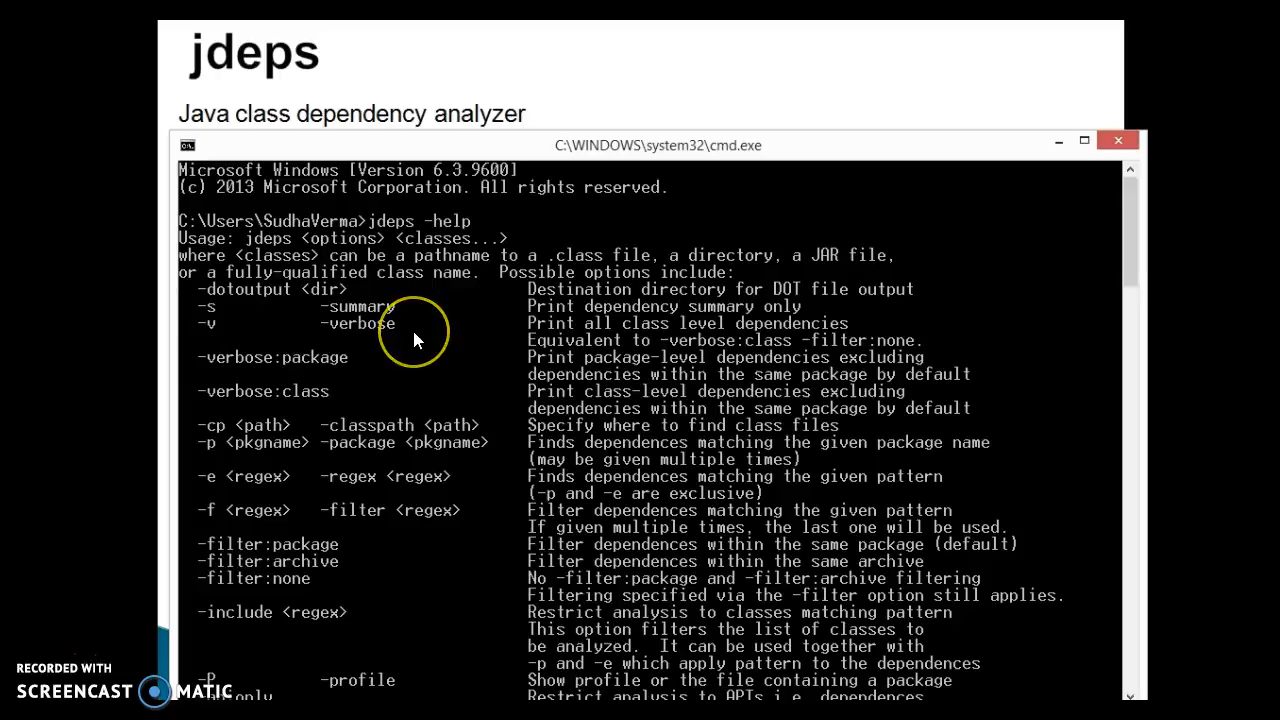 jdeps
Java class dependency analyzer
C:\WINDOWS\system32\cmd.exe
Microsoft Windows [Version 6.3.9600]
(c) 2013 Microsoft Corporation. All rights reserved.
C:\Users\SudhaVerma>jdeps -help
Usage: jdeps <options> <classes...>
where <classes> can be a pathname to a .class file, a directory, a JAR file,
or a fully-qualified class name.  Possible options include:
-dotoutput <dir> Destination directory for DOT file output
-s -summary Print dependency summary only
-v -verbose Print all class level dependencies
Equivalent to -verbose:class -filter:none.
-verbose:package Print package-level dependencies excluding
dependencies within the same package by default
-verbose:class Print class-level dependencies excluding
dependencies within the same package by default
-cp <path> -classpath <path> Specify where to find class files
-p <pkgname> -package <pkgname> Finds dependences matching the given package name
(may be given multiple times)
-e <regex> -regex <regex> Finds dependences matching the given pattern
(-p and -e are exclusive)
-f <regex> -filter <regex> Filter dependences matching the given pattern
If given multiple times, the last one will be used.
-filter:package Filter dependences within the same package (default)
-filter:archive Filter dependences within the same archive
-filter:none No -filter:package and -filter:archive filtering
Filtering specified via the -filter option still applies.
-include <regex> Restrict analysis to classes matching pattern
This option filters the list of classes to
be analyzed.  It can be used together with
-p and -e which apply pattern to the dependences
-P -profile Show profile or the file containing a package
Restrict analysis to APIs i.e. dependences
RECORDED WITH
SCREENCAST MATIC